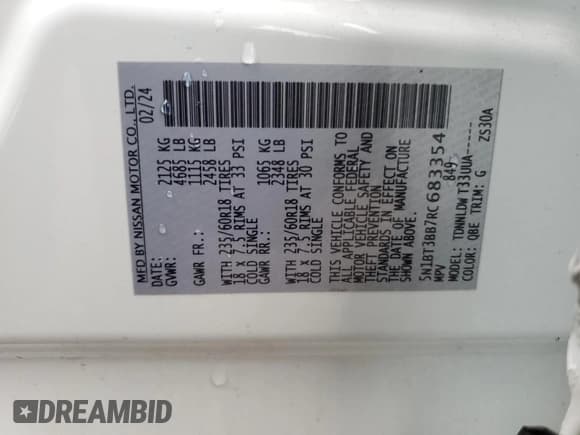 MFD BY NISSAN MOTOR CO., LTD.
DATE: 02/24
GVWR: 2125 KG
4685 LB
GAWR FR.: 1115 KG
2458 LB
WITH 235/60R18 TIRES
18 x 7.5 RIMS AT 33 PSI
COLD SINGLE
GAWR RR.: 1065 KG
2348 LB
WITH 235/60R18 TIRES
18 x 7.5 RIMS AT 30 PSI
COLD SINGLE
THIS VEHICLE CONFORMS TO
ALL APPLICABLE FEDERAL
MOTOR VEHICLE SAFETY AND
THEFT PREVENTION
STANDARDS IN EFFECT ON
THE DATE OF MANUFACTURE
SHOWN ABOVE.
5N1BT3BB7RC683354
MPV 8495
MODEL: TDWNLDWT33UUA-----
COLOR: QBE TRIM: G ZS30A
DREAMBID